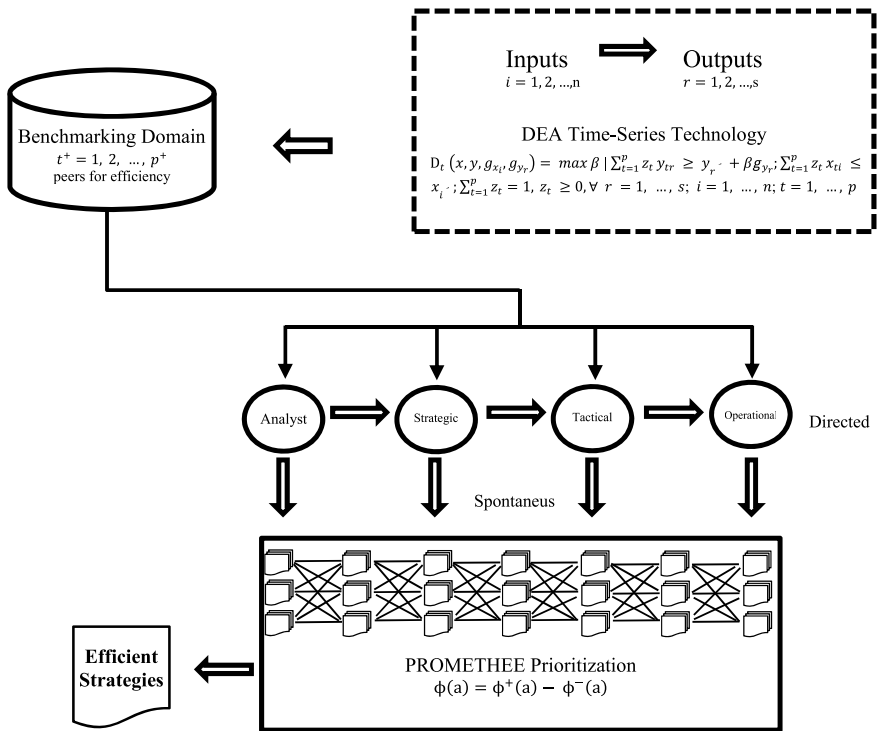 Inputs Outputs
i = 1, 2, …,n r = 1, 2, …,s
DEA Time-Series Technology
D_t (x, y, g_{x_i}, g_{y_r}) = max β | ∑_{t=1}^{p} z_t y_{tr} ≥ y_{r´} + βg_{y_r}; ∑_{t=1}^{p} z_t x_{ti} ≤
x_{i´}; ∑_{t=1}^{p} z_t = 1, z_t ≥ 0, ∀ r = 1, …, s; i = 1, …, n; t = 1, …, p
Benchmarking Domain
t⁺ = 1, 2, …, p⁺
peers for efficiency
Analyst
Strategic
Tactical
Operational
Directed
Spontaneus
PROMETHEE Prioritization
ϕ(a) = ϕ⁺(a) − ϕ⁻(a)
Efficient
Strategies